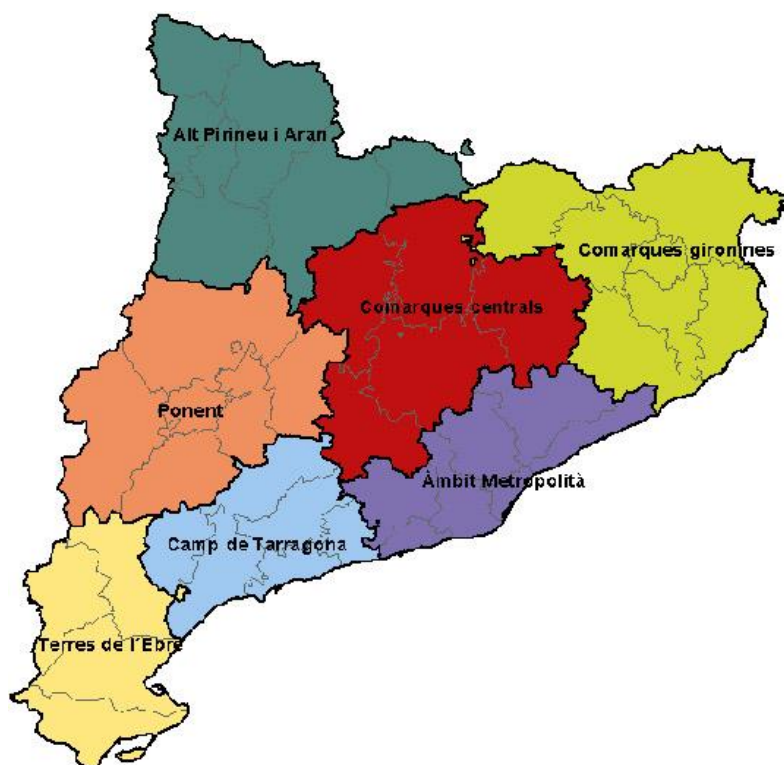 Alt Pirineu i Aran
Comarques gironines
Comarques centrals
Ponent
Àmbit Metropolità
Camp de Tarragona
Terres de l´Ebre